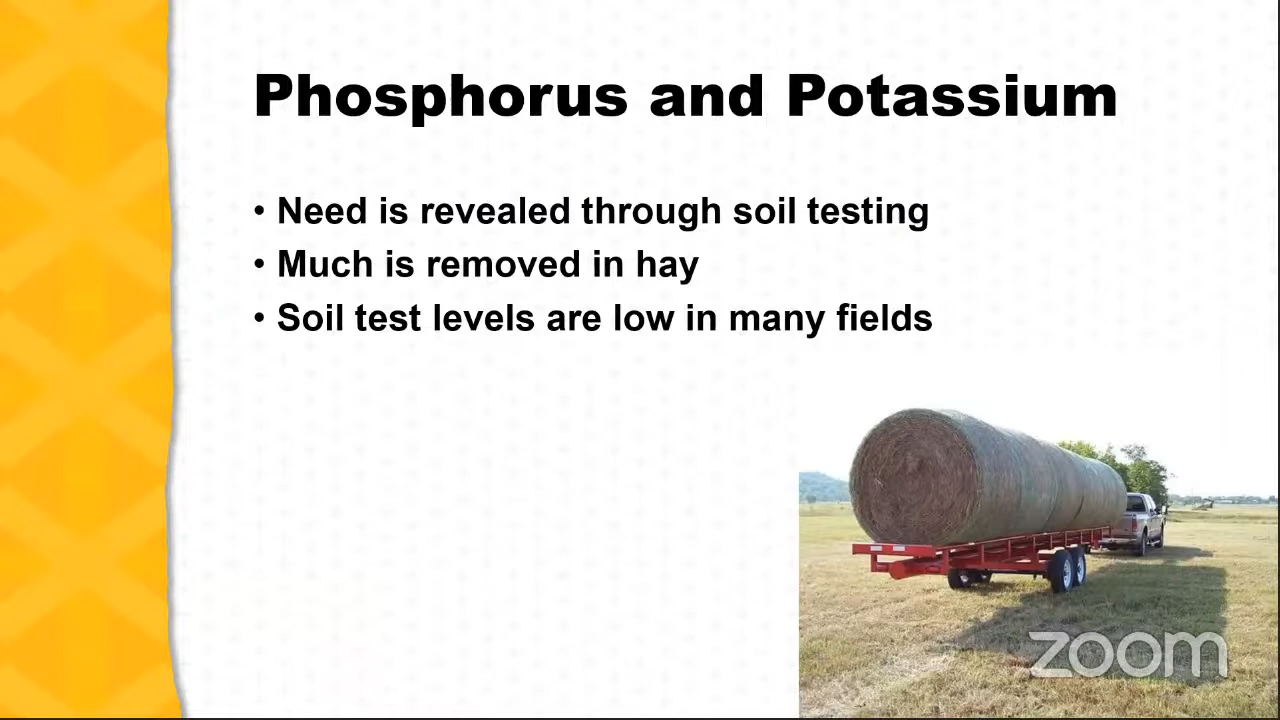 Phosphorus and Potassium
• Need is revealed through soil testing
• Much is removed in hay
• Soil test levels are low in many fields
zoom